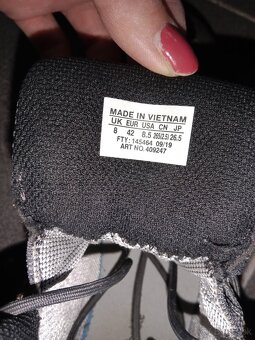 MADE IN VIETNAM
UK EUR USA CN JP
8 42 8.5 265(2.5) 26.5
FTY: 145464 09/19
ART NO.409247